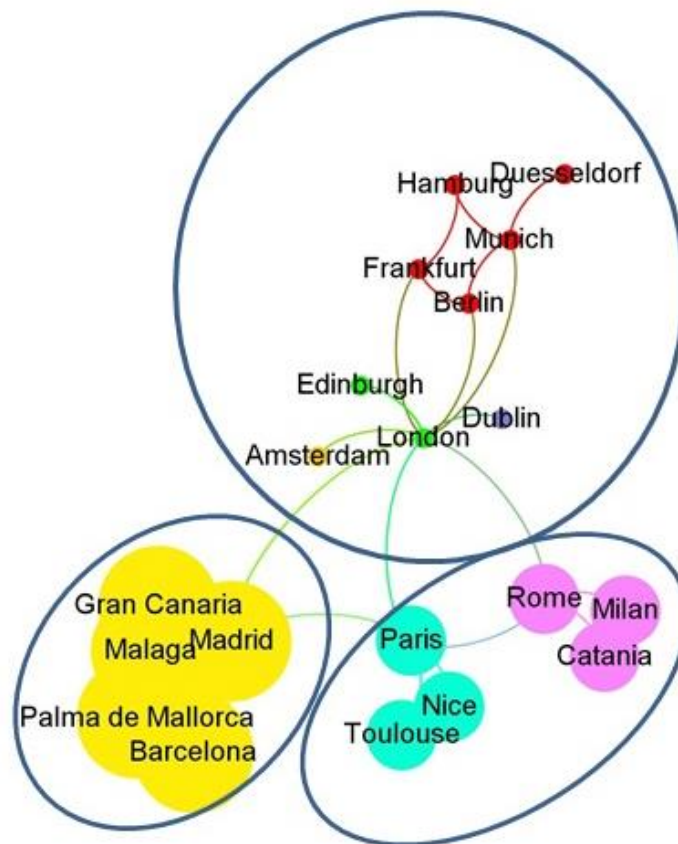 Duesseldorf
Hamburg
Munich
Frankfurt
Berlin
Edinburgh
Dublin
London
Amsterdam
Gran Canaria
Madrid
Malaga
Palma de Mallorca
Barcelona
Rome
Milan
Paris
Catania
Nice
Toulouse